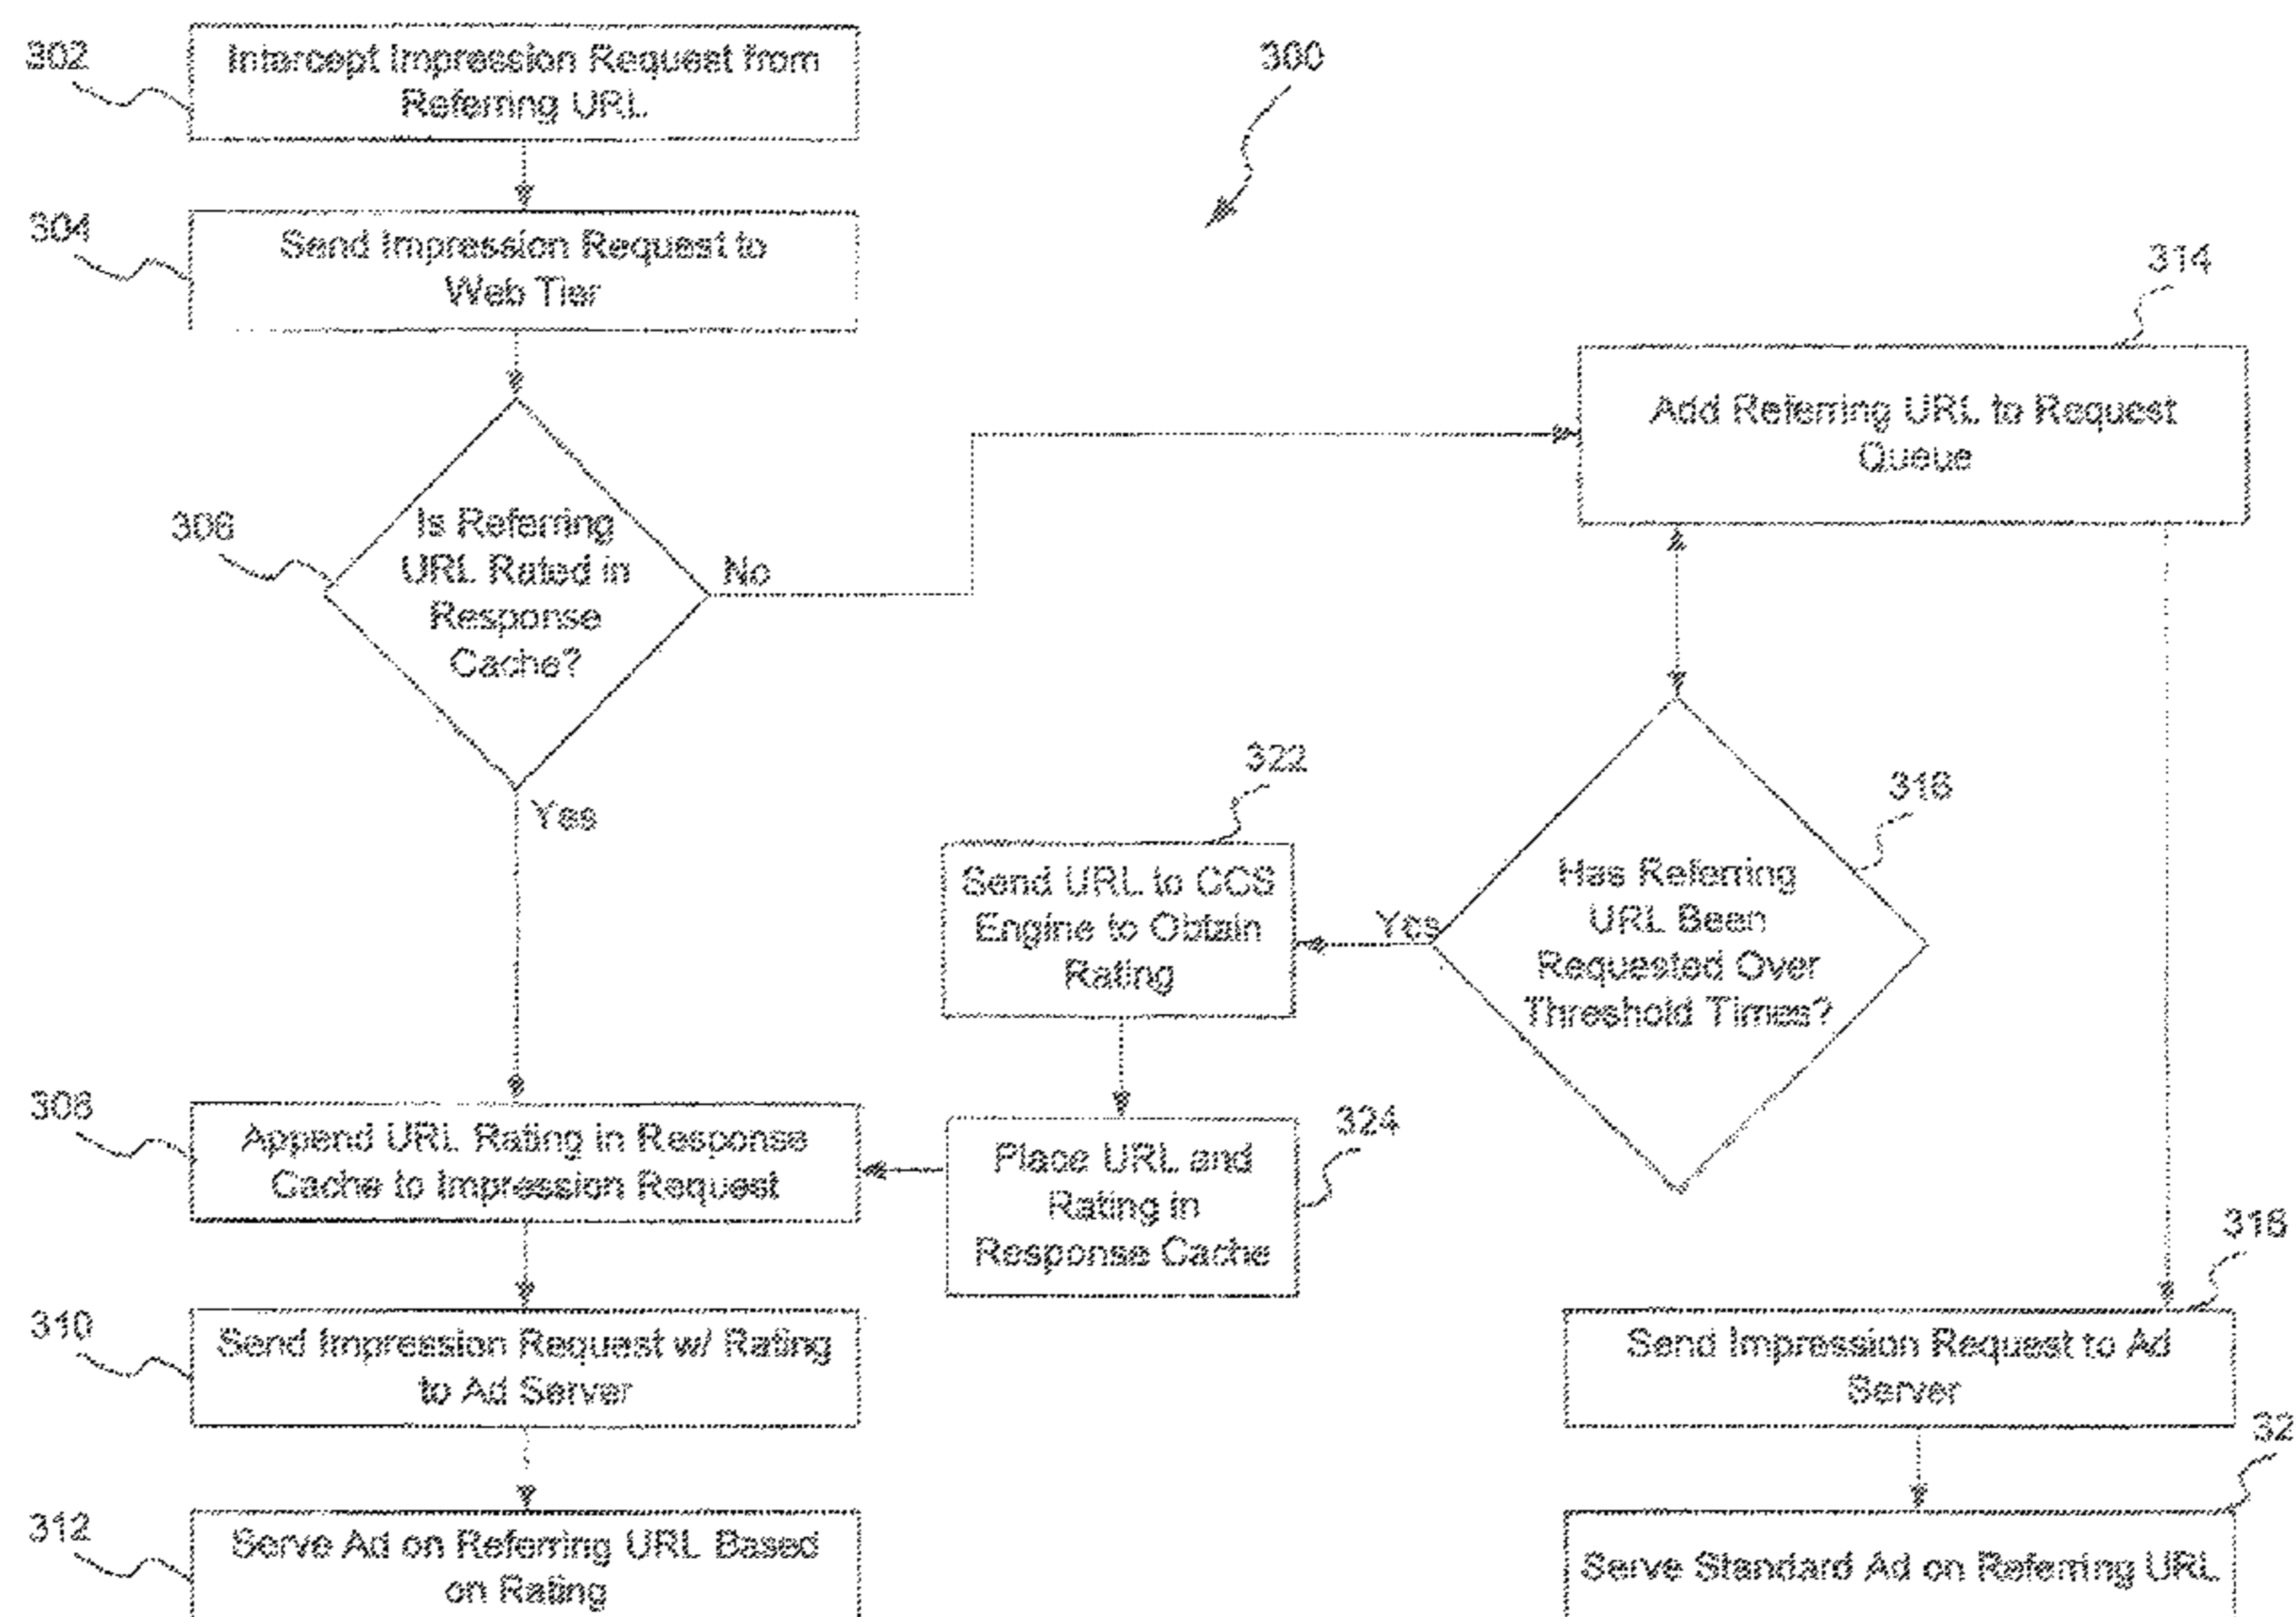 302
Intercept Impression Request from
Referring URL
300
304
Send Impression Request to
Web Tier
314
Add Referring URL to Request
Queue
306
Is Referring
URL Rated in
Response
Cache?
No
Yes
322
Send URL to CCS
Engine to Obtain
Rating
Yes
316
Has Referring
URL Been
Requested Over
Threshold Times?
308
Append URL Rating in Response
Cache to Impression Request
324
Place URL and
Rating in
Response Cache
318
310
Send Impression Request w/ Rating
to Ad Server
Send Impression Request to Ad
Server
32
312
Serve Ad on Referring URL Based
on Rating
Serve Standard Ad on Referring URL